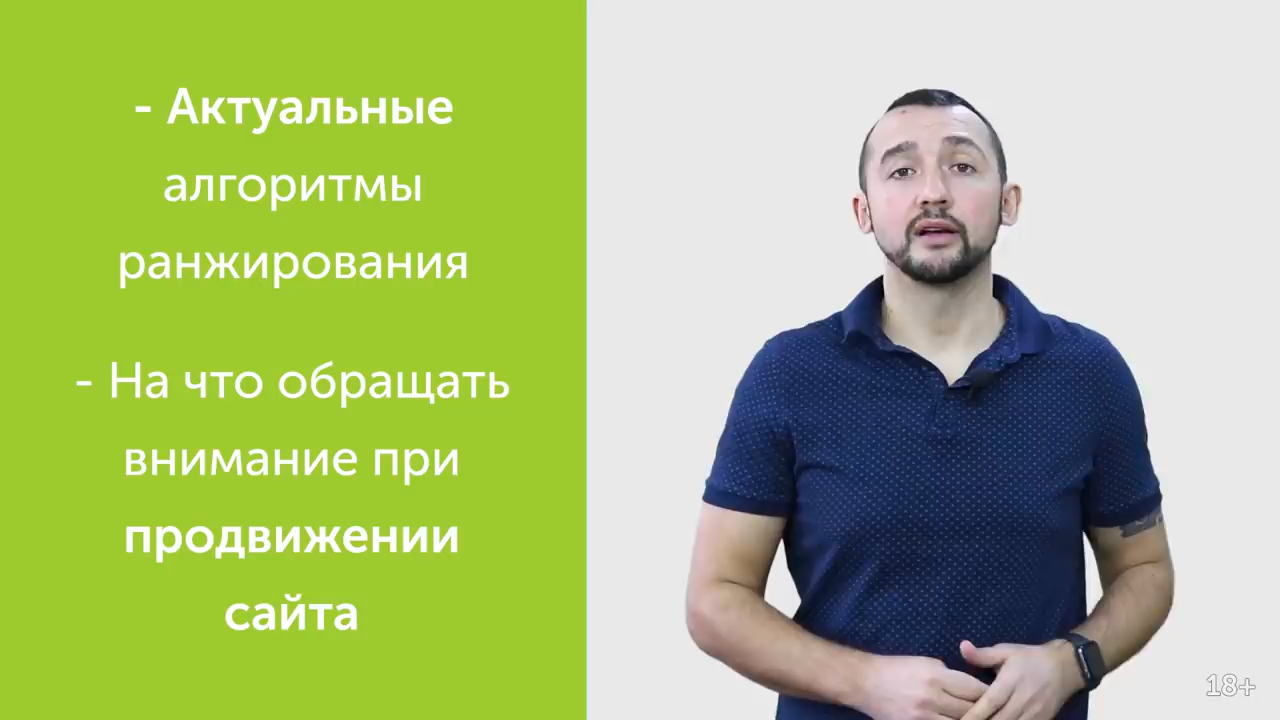 - Актуальные
алгоритмы
ранжирования
- На что обращать
внимание при
продвижении
сайта
18+